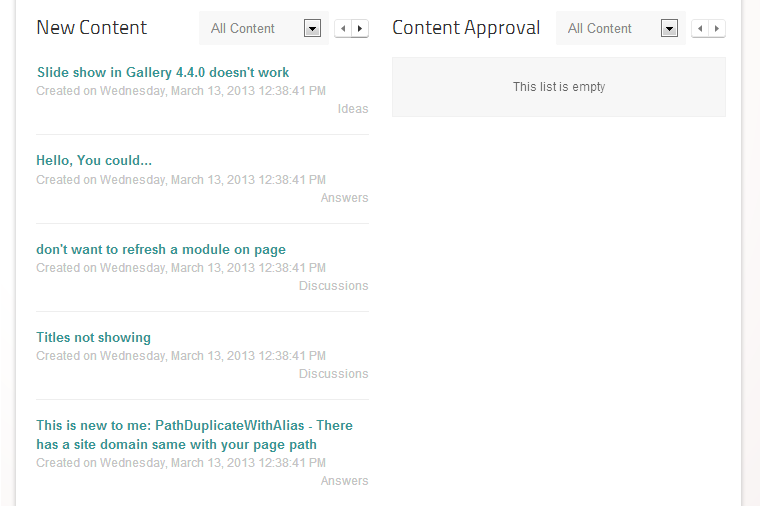 New Content
All Content
Slide show in Gallery 4.4.0 doesn't work
Created on Wednesday, March 13, 2013 12:38:41 PM
Ideas
Hello, You could...
Created on Wednesday, March 13, 2013 12:38:41 PM
Answers
don't want to refresh a module on page
Created on Wednesday, March 13, 2013 12:38:41 PM
Discussions
Titles not showing
Created on Wednesday, March 13, 2013 12:38:41 PM
Discussions
This is new to me: PathDuplicateWithAlias - There
has a site domain same with your page path
Created on Wednesday, March 13, 2013 12:38:41 PM
Answers
Content Approval
All Content
This list is empty